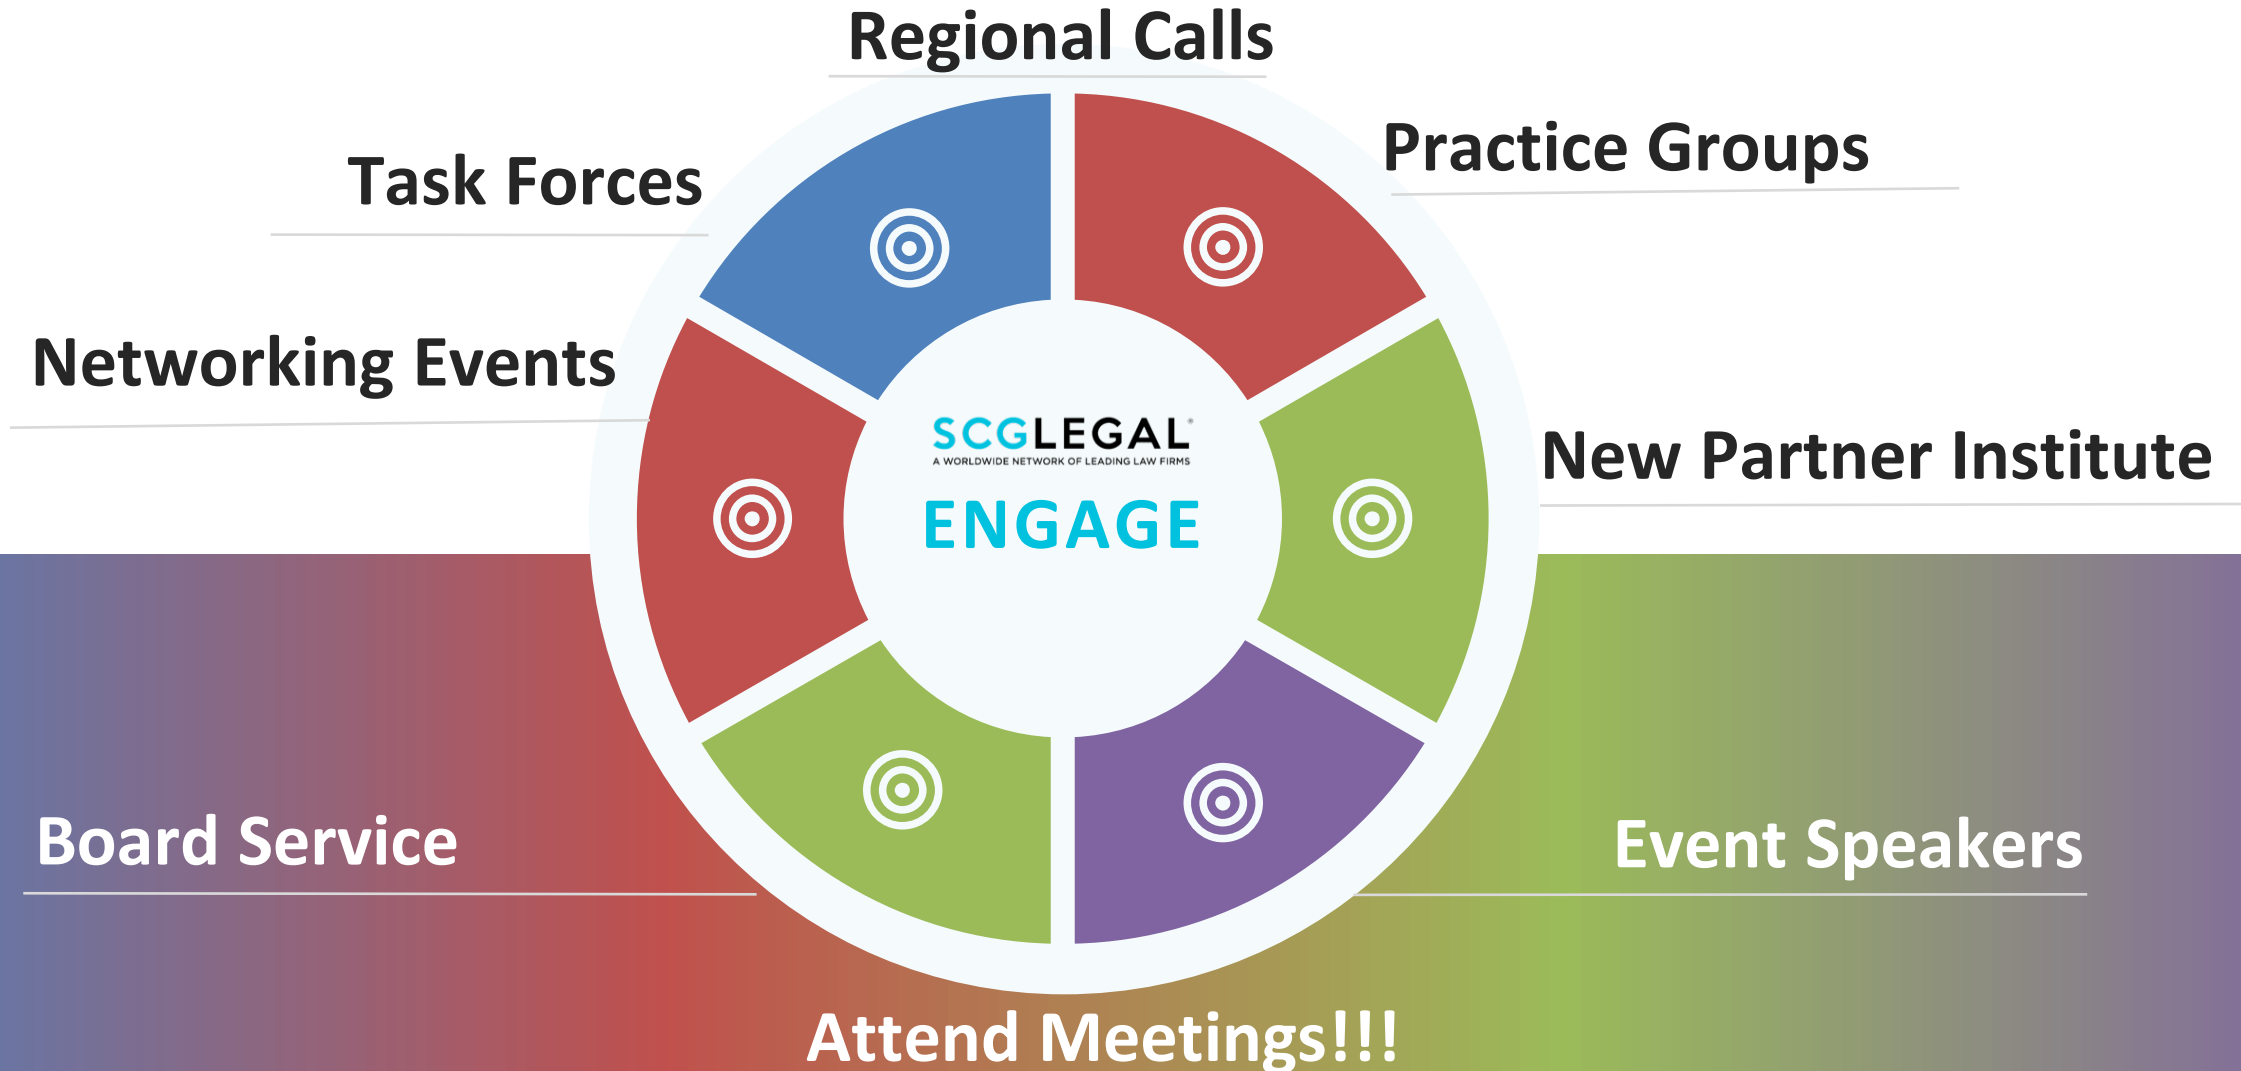 Regional Calls
Practice Groups
Task Forces
Networking Events
SCGLEGAL®
A WORLDWIDE NETWORK OF LEADING LAW FIRMS
ENGAGE
New Partner Institute
Board Service
Event Speakers
Attend Meetings!!!